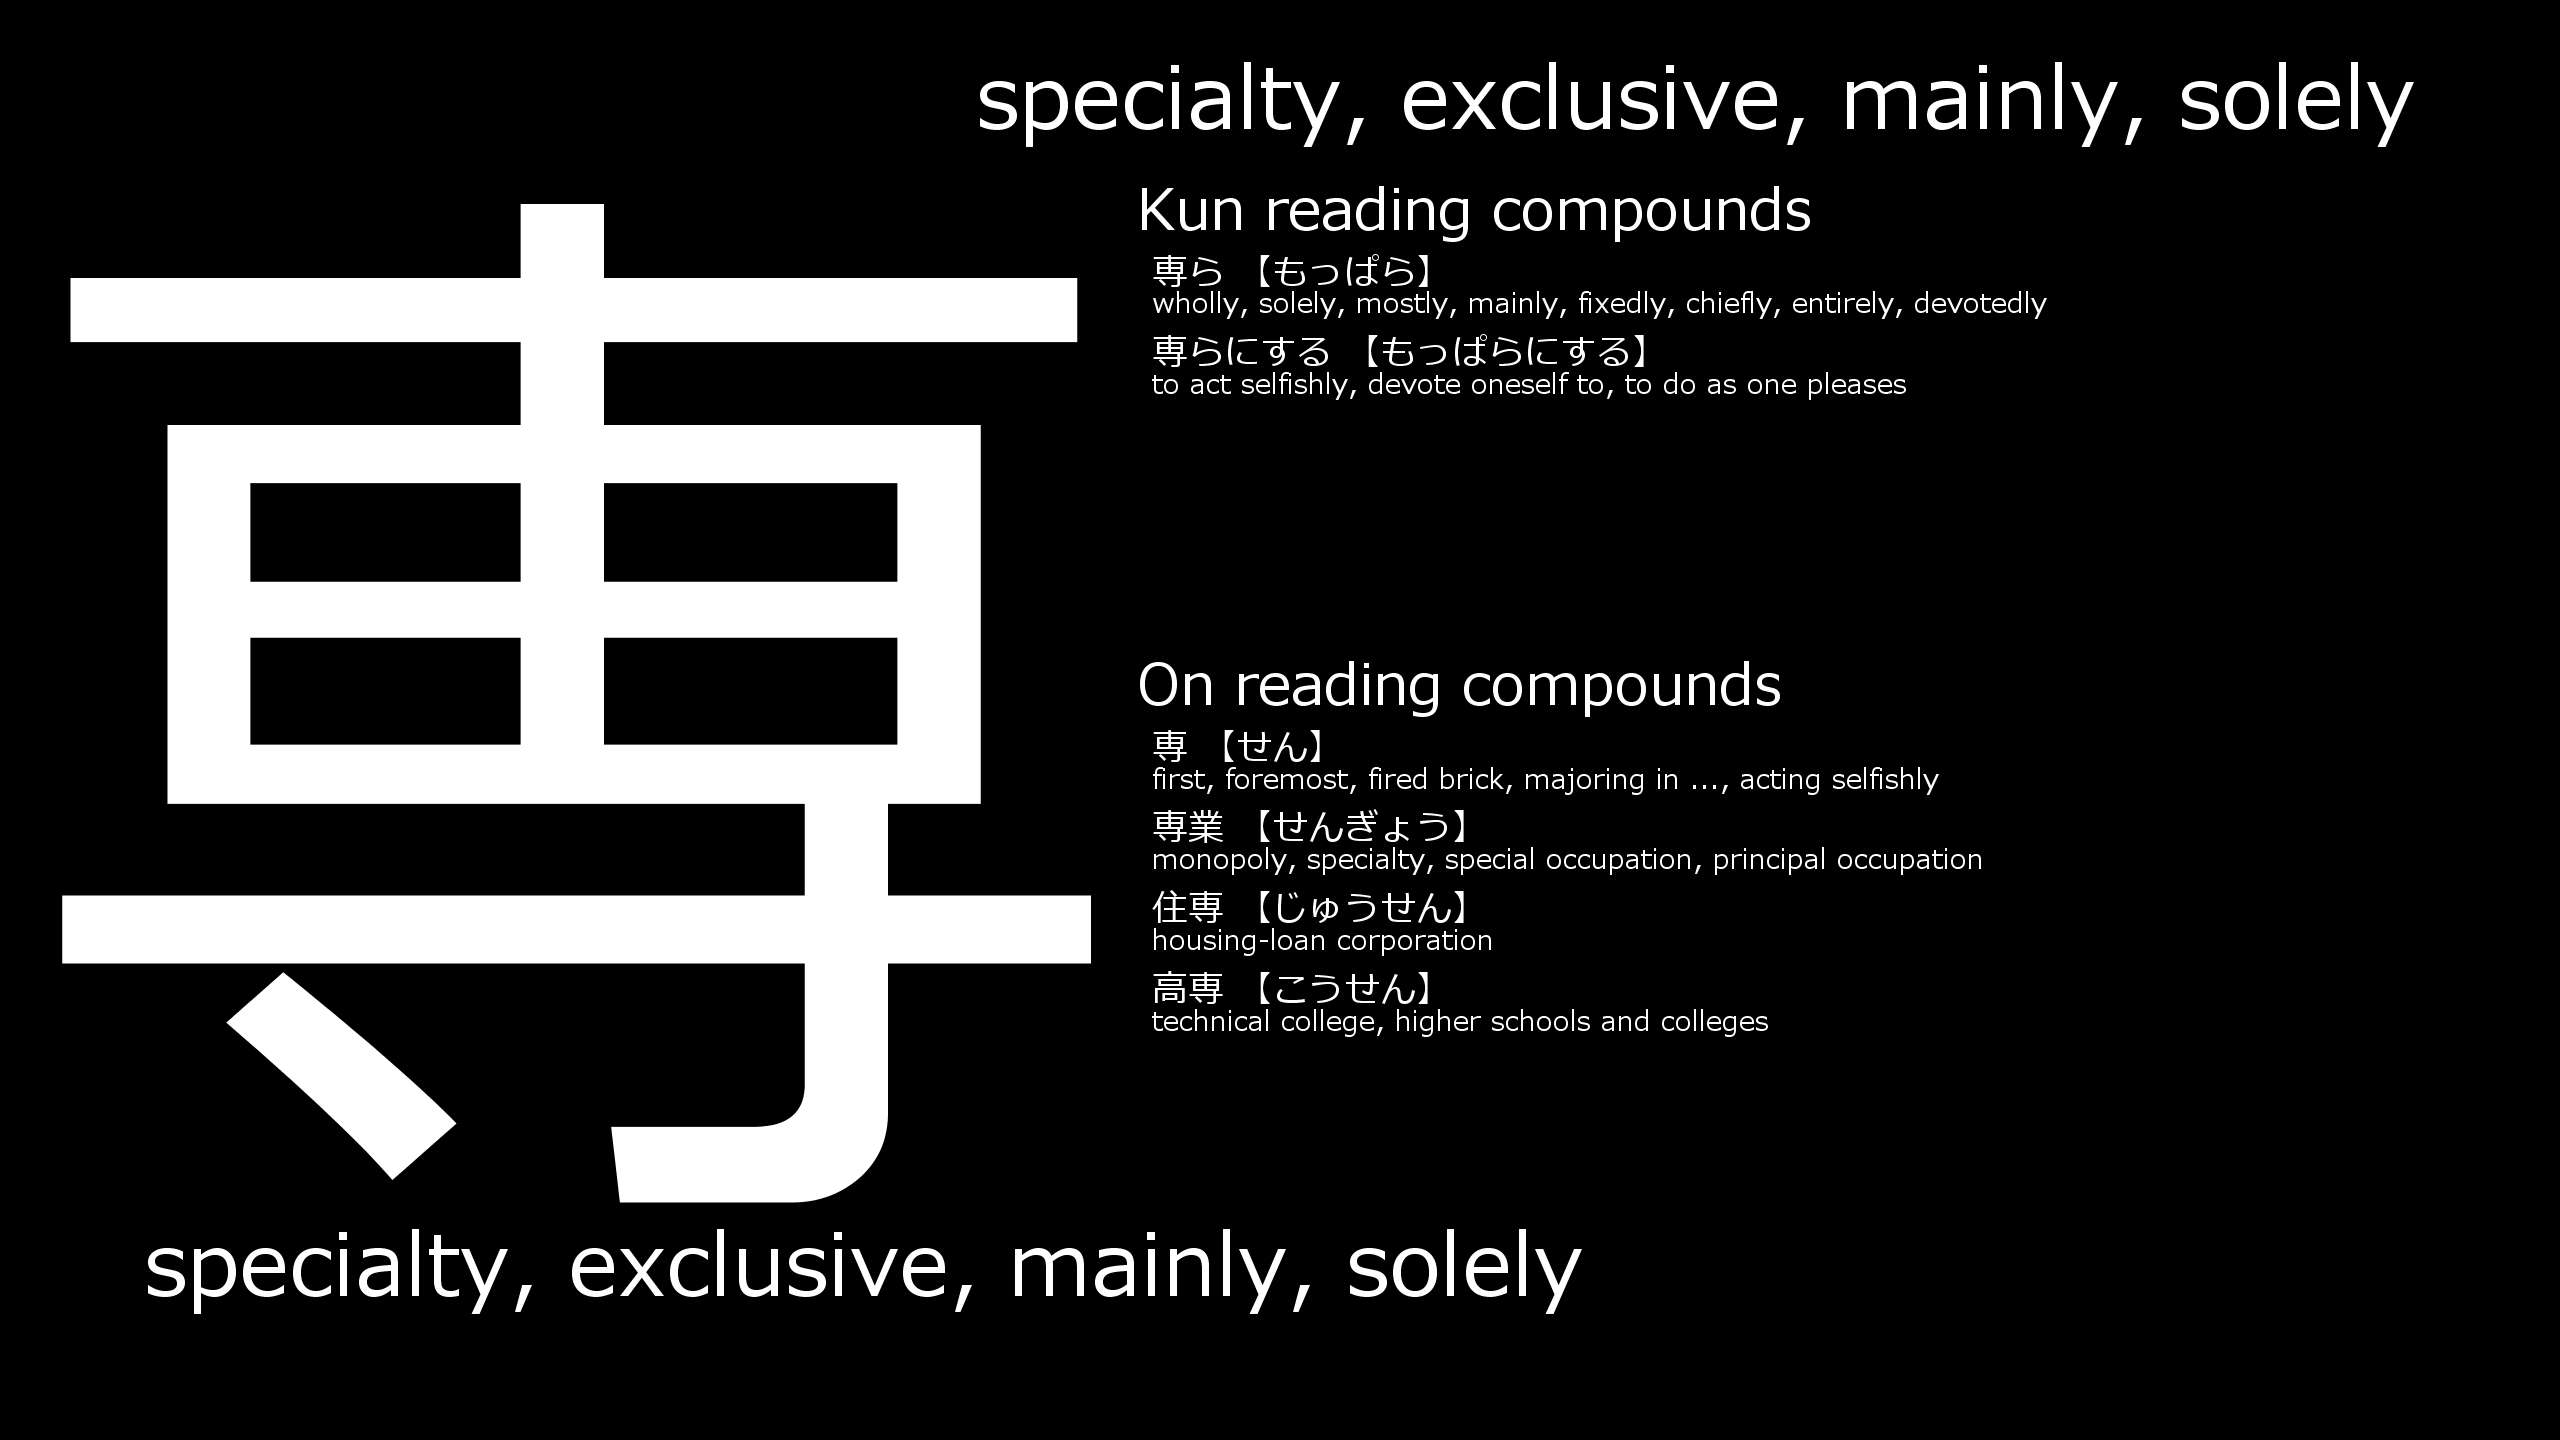 specialty, exclusive, mainly, solely
専
Kun reading compounds
専ら 【もっぱら】
wholly, solely, mostly, mainly, fixedly, chiefly, entirely, devotedly
専らにする 【もっぱらにする】
to act selfishly, devote oneself to, to do as one pleases
On reading compounds
専 【せん】
first, foremost, fired brick, majoring in ..., acting selfishly
専業 【せんぎょう】
monopoly, specialty, special occupation, principal occupation
住専 【じゅうせん】
housing-loan corporation
高専 【こうせん】
technical college, higher schools and colleges
specialty, exclusive, mainly, solely